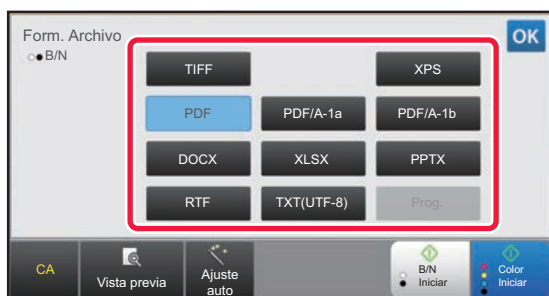 Form. Archivo
OK
B/N
TIFF
XPS
PDF
PDF/A-1a
PDF/A-1b
DOCX
XLSX
PPTX
RTF
TXT(UTF-8)
Prog.
CA
Vista previa
Ajuste
auto
B/N
Iniciar
Color
Iniciar